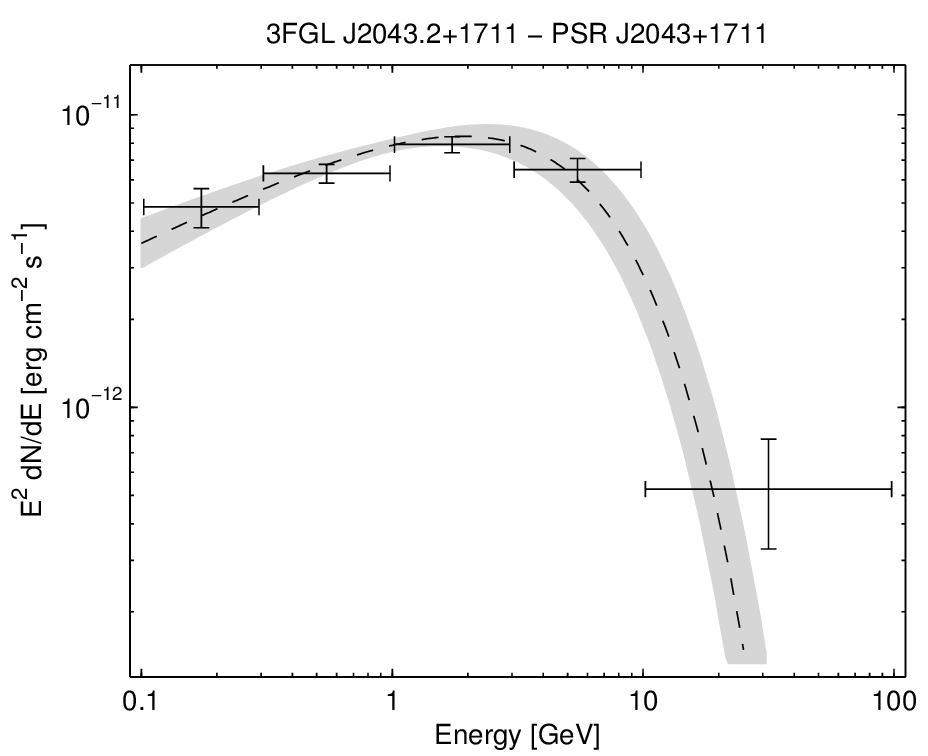 3FGL J2043.2+1711 − PSR J2043+1711
10⁻¹¹
10⁻¹²
E² dN/dE [erg cm⁻² s⁻¹]
0.1 1 10 100
Energy [GeV]